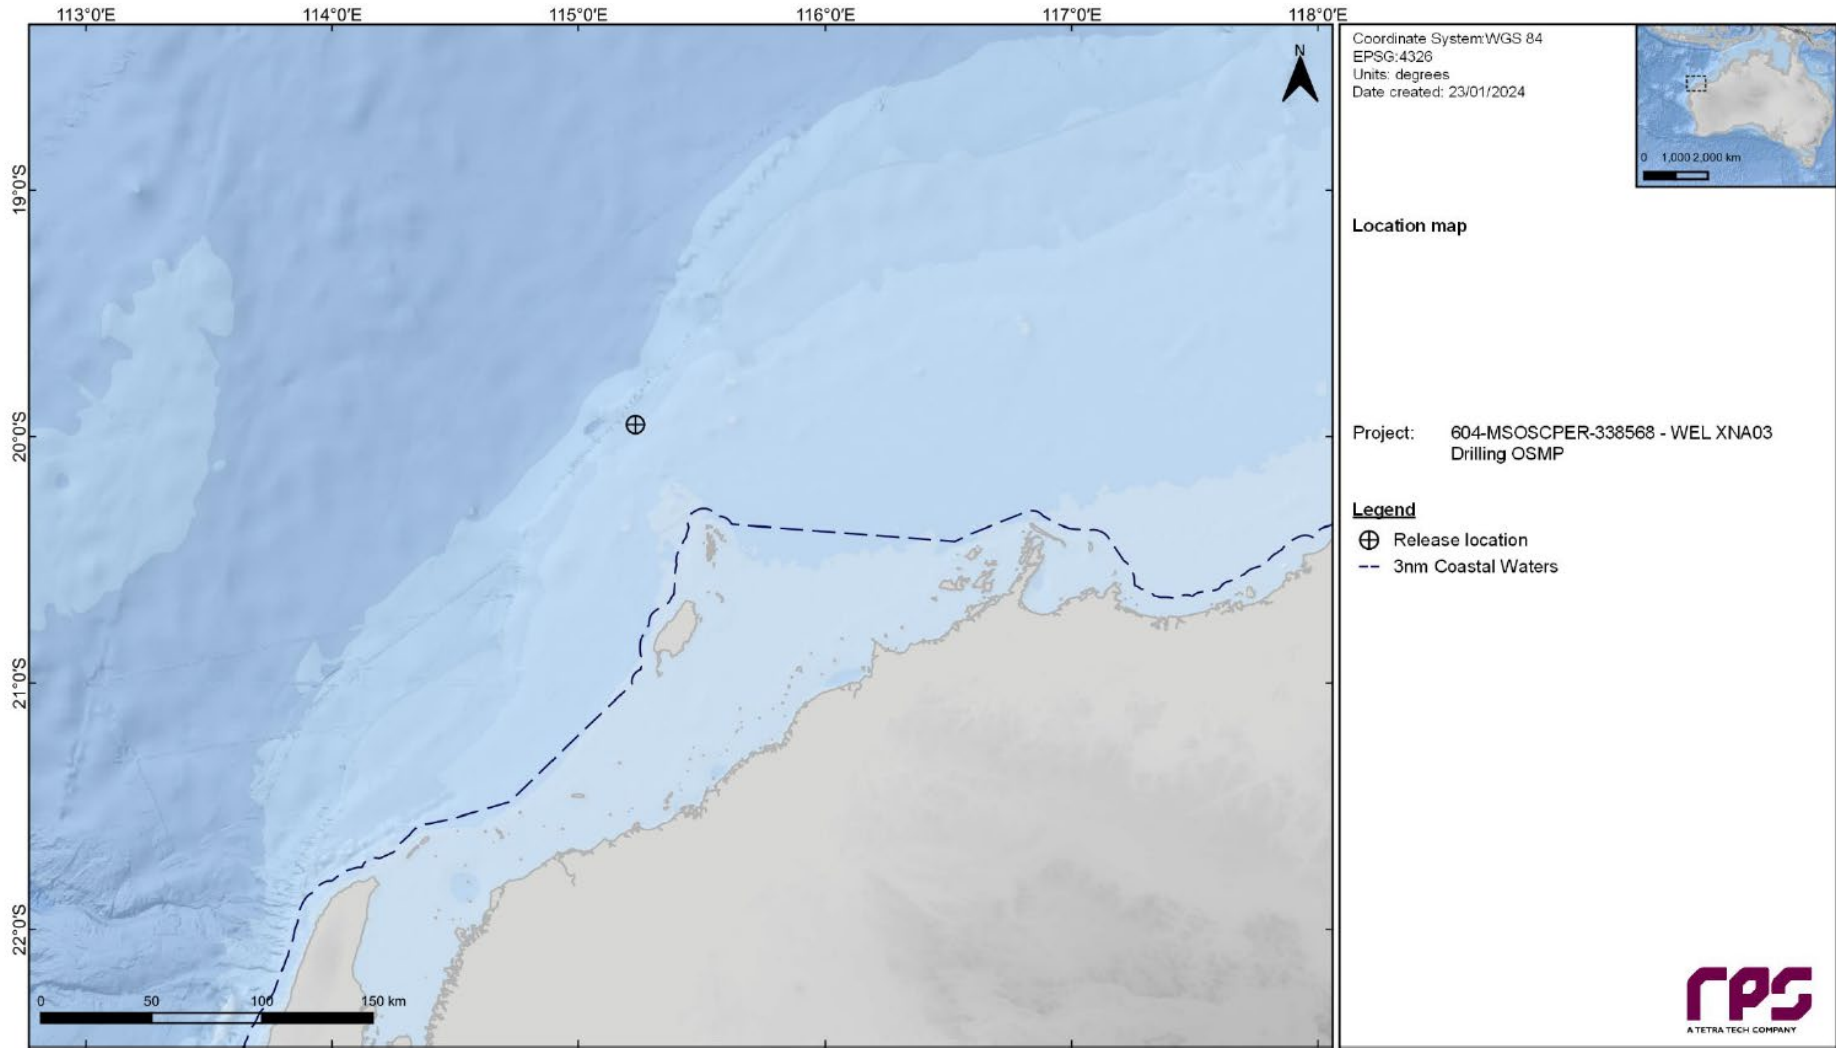 113°0'E 114°0'E 115°0'E 116°0'E 117°0'E 118°0'E
19°0'S
20°0'S
21°0'S
22°0'S
N
0 50 100 150 km
Coordinate System:WGS 84
EPSG:4326
Units: degrees
Date created: 23/01/2024
0 1,000 2,000 km
Location map
Project: 604-MSOSCPER-338568 - WEL XNA03
Drilling OSMP
Legend
Release location
3nm Coastal Waters
rps
A TETRA TECH COMPANY